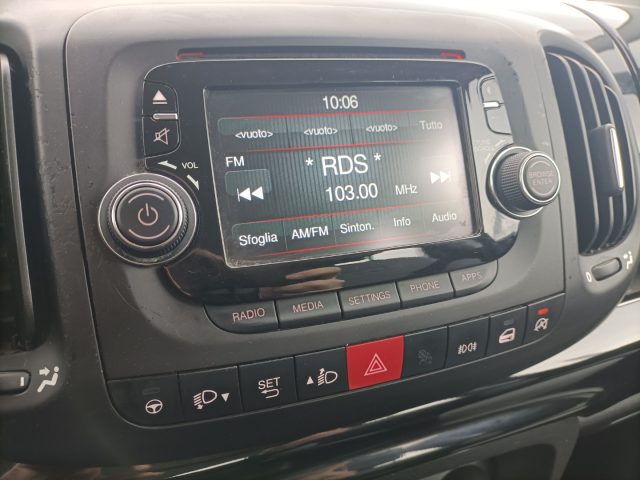 10:06
<vuoto> <vuoto> <vuoto> Tutto
FM
* RDS *
103.00 MHz
Sfoglia AM/FM Sinton. Info Audio
VOL
BROWSE
ENTER
RADIO MEDIA SETTINGS PHONE APPS
SET
0